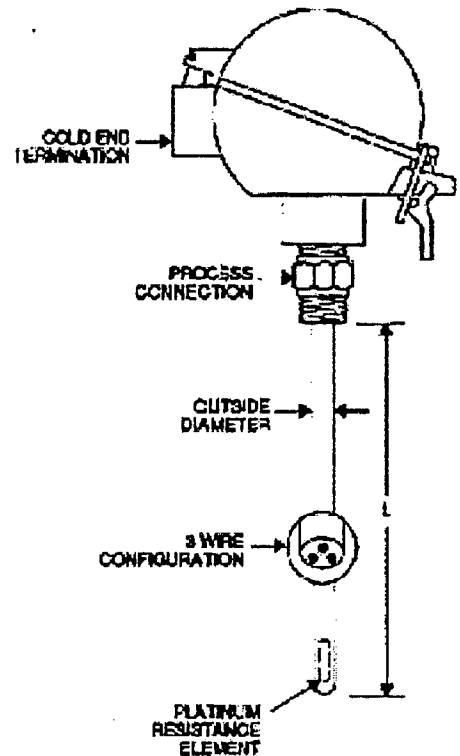 COLD END
TERMINATION
PROCESS
CONNECTION
OUTSIDE
DIAMETER
L
3 WIRE
CONFIGURATION
PLATINUM
RESISTANCE
ELEMENT